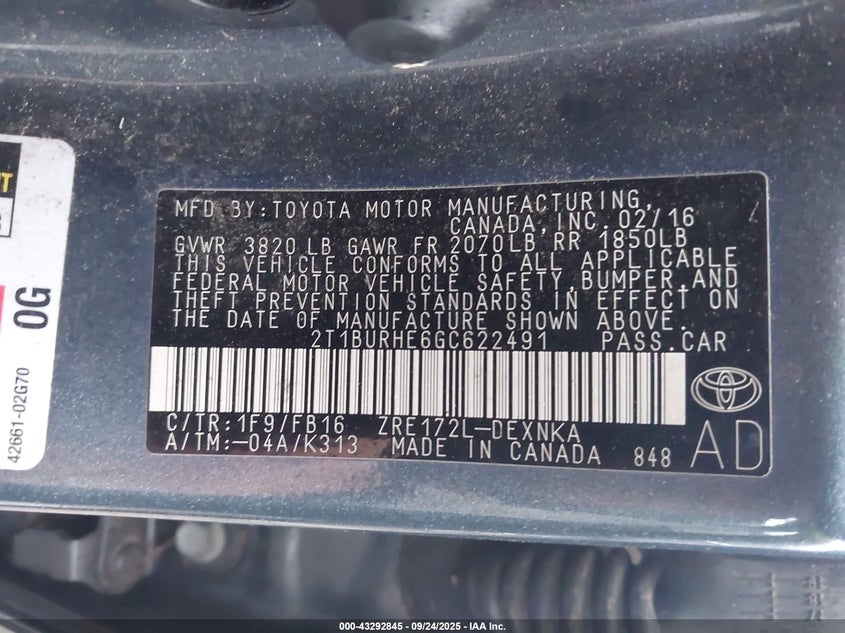 MFD BY:TOYOTA MOTOR MANUFACTURING,
CANADA,INC. 02/16
GVWR 3820 LB GAWR FR 2070LB RR 1850LB
THIS VEHICLE CONFORMS TO ALL APPLICABLE
FEDERAL MOTOR VEHICLE SAFETY,BUMPER,AND
THEFT PREVENTION STANDARDS IN EFFECT ON
THE DATE OF MANUFACTURE SHOWN ABOVE.
2T1BURHE6GC622491 PASS.CAR
C/TR:1F9/FB16 ZRE172L-DEXNKA
A/TM:-04A/K313 MADE IN CANADA 848 AD
0G
42661-02G70
000-43292845 - 09/24/2025 - IAA Inc.